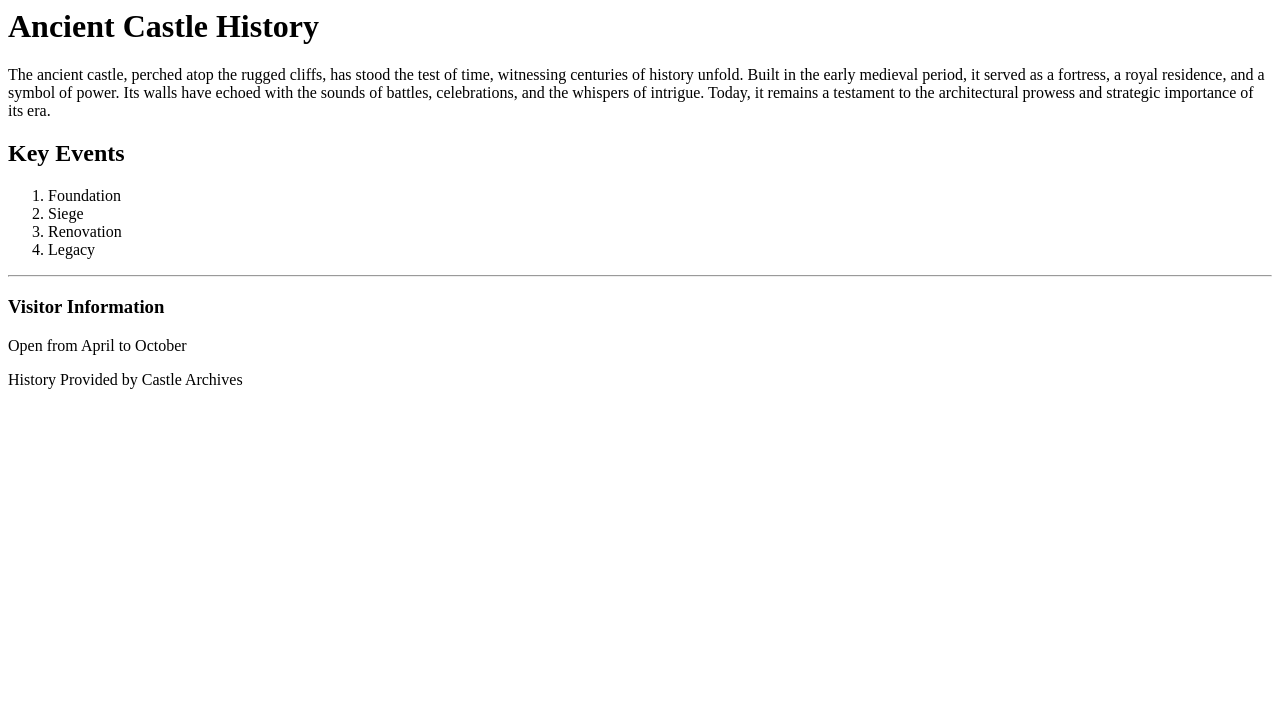 Ancient Castle History
The ancient castle, perched atop the rugged cliffs, has stood the test of time, witnessing centuries of history unfold. Built in the early medieval period, it served as a fortress, a royal residence, and a
symbol of power. Its walls have echoed with the sounds of battles, celebrations, and the whispers of intrigue. Today, it remains a testament to the architectural prowess and strategic importance of
its era.
Key Events
1. Foundation
2. Siege
3. Renovation
4. Legacy
Visitor Information
Open from April to October
History Provided by Castle Archives